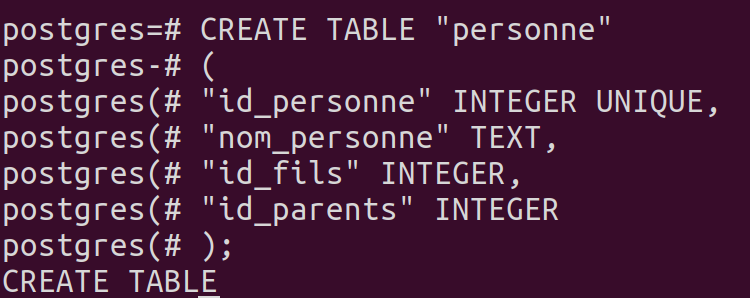 postgres=# CREATE TABLE "personne"
postgres-# (
postgres(# "id_personne" INTEGER UNIQUE,
postgres(# "nom_personne" TEXT,
postgres(# "id_fils" INTEGER,
postgres(# "id_parents" INTEGER
postgres(# );
CREATE TABLE